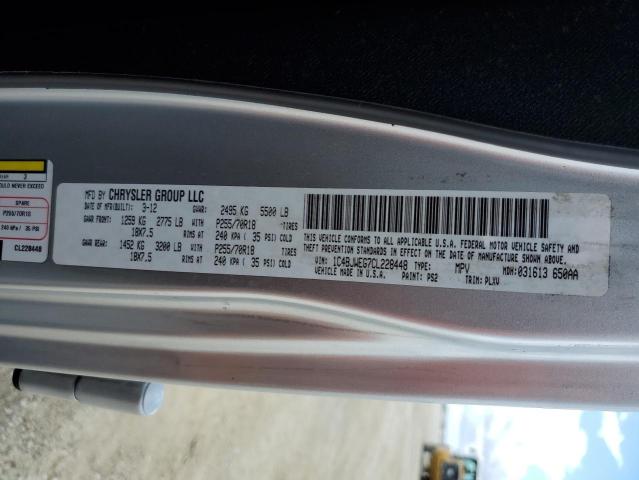 3
OULD NEVER EXCEED
SPARE
P255/70R18
240 KPA / 35 PSI
CL228448
MFD BY CHRYSLER GROUP LLC
DATE OF MFR(BUILT): 3-12 GVWR: 2495 KG 5500 LB
GAWR FRONT: 1259 KG 2775 LB P255/70R18 -TIRES
18X7.5 RIMS AT 240 KPA ( 35 PSI) COLD
GAWR REAR: 1452 KG 3200 LB P255/70R18 -TIRES
18X7.5 RIMS AT 240 KPA ( 35 PSI) COLD
THIS VEHICLE CONFORMS TO ALL APPLICABLE U.S.A. FEDERAL MOTOR VEHICLE SAFETY AND
THEFT PREVENTION STANDARDS IN EFFECT ON THE DATE OF MANUFACTURE SHOWN ABOVE.
VIN: 1C4BJWEG7CL228448 TYPE: MPV MDH: 031613 650AA
VEHICLE MADE IN U.S.A. PAINT: PS2 TRIM: PLXV